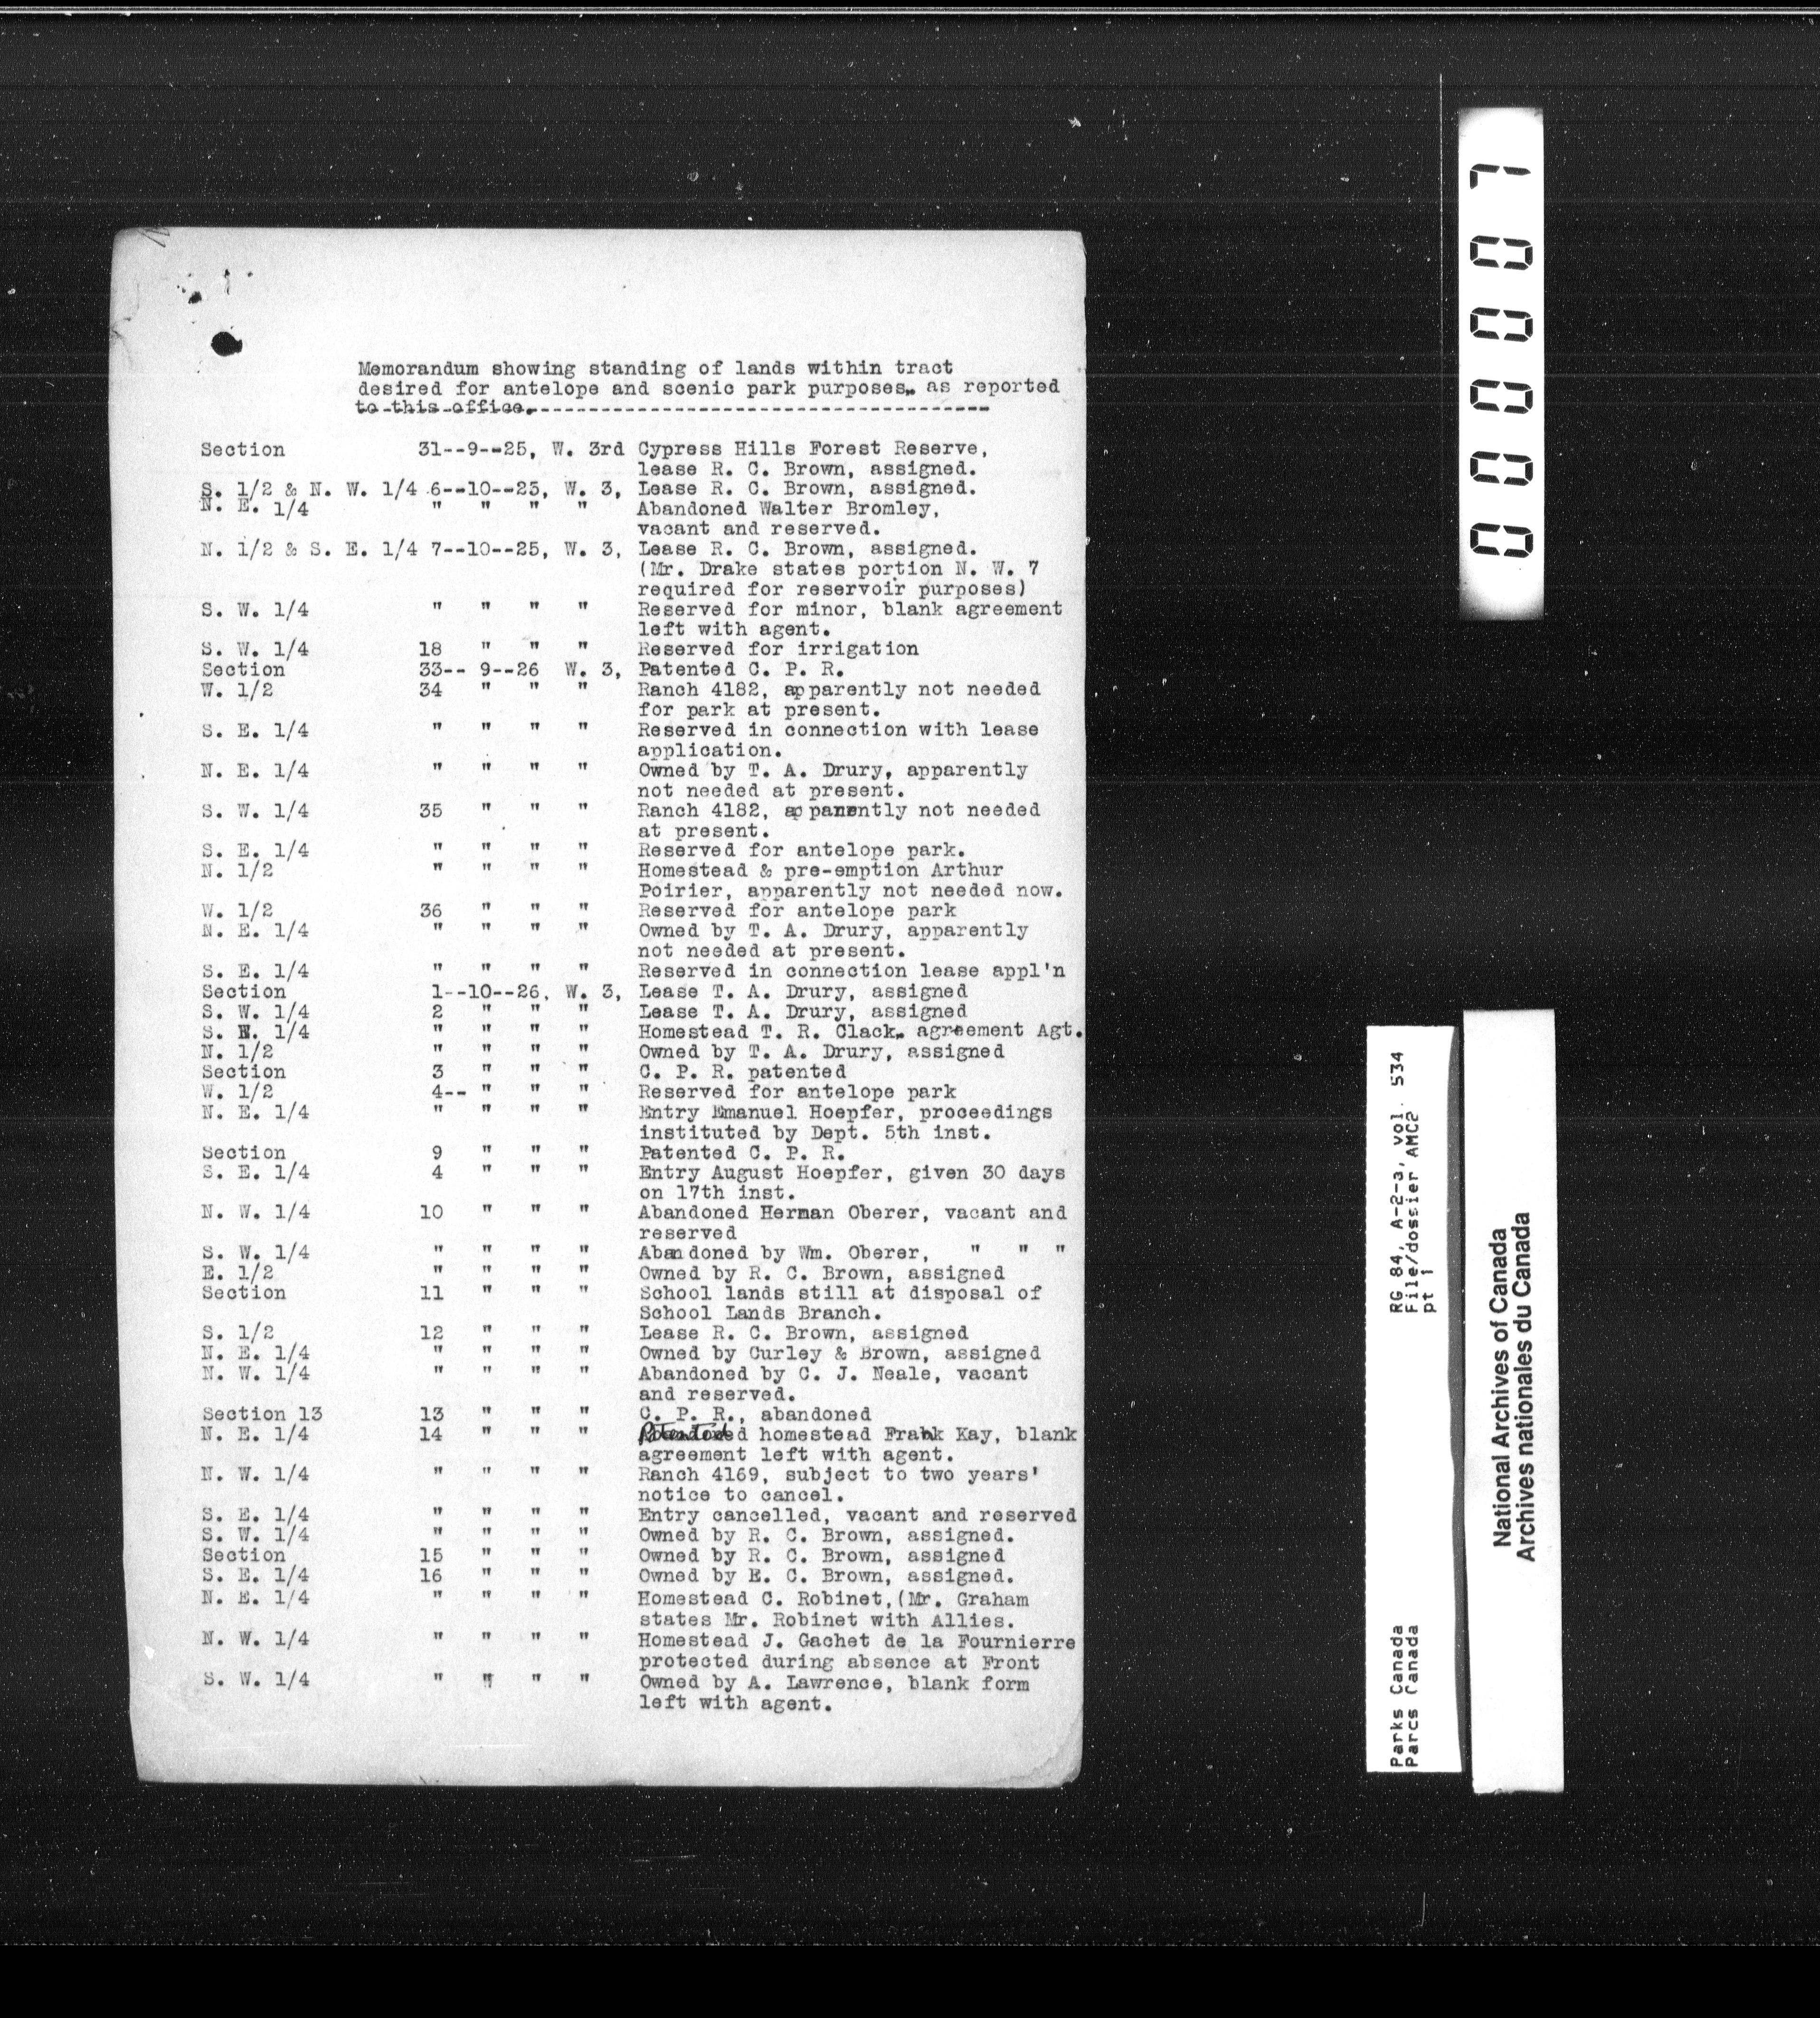 Memorandum showing standing of lands within tract
desired for antelope and scenic park purposes, as reported
to this office.
Section 31--9--25, W. 3rd Cypress Hills Forest Reserve,
lease R. C. Brown, assigned.
S. 1/2 & N. W. 1/4 6--10--25, W. 3, Lease R. C. Brown, assigned.
N. E. 1/4 " " " " Abandoned Walter Bromley,
vacant and reserved.
N. 1/2 & S. E. 1/4 7--10--25, W. 3, Lease R. C. Brown, assigned.
(Mr. Drake states portion N. W. 7
required for reservoir purposes)
S. W. 1/4 " " " " Reserved for minor, blank agreement
left with agent.
S. W. 1/4 18 " " " Reserved for irrigation
Section 33-- 9--26 W. 3, Patented C. P. R.
W. 1/2 34 " " " Ranch 4182, apparently not needed
for park at present.
S. E. 1/4 " " " " Reserved in connection with lease
application.
N. E. 1/4 " " " " Owned by T. A. Drury, apparently
not needed at present.
S. W. 1/4 35 " " " Ranch 4182, apparently not needed
at present.
S. E. 1/4 " " " " Reserved for antelope park.
N. 1/2 " " " " Homestead & pre-emption Arthur
Poirier, apparently not needed now.
W. 1/2 36 " " " Reserved for antelope park
N. E. 1/4 " " " " Owned by T. A. Drury, apparently
not needed at present.
S. E. 1/4 " " " " Reserved in connection lease appl'n
Section 1--10--26, W. 3, Lease T. A. Drury, assigned
S. W. 1/4 2 " " " Lease T. A. Drury, assigned
S. 1/4 " " " " Homestead T. R. Clack, agreement Agt.
N. 1/2 " " " " Owned by T. A. Drury, assigned
Section 3 " " " C. P. R. patented
W. 1/2 4-- " " " Reserved for antelope park
N. E. 1/4 " " " " Entry Emanuel Hoepfer, proceedings
instituted by Dept. 5th inst.
Section 9 " " " Patented C. P. R.
S. E. 1/4 4 " " " Entry August Hoepfer, given 30 days
on 17th inst.
N. W. 1/4 10 " " " Abandoned Herman Oberer, vacant and
reserved
S. W. 1/4 " " " " Abandoned by Wm. Oberer, " " "
E. 1/2 " " " " Owned by R. C. Brown, assigned
Section 11 " " " School lands still at disposal of
School Lands Branch.
S. 1/2 12 " " " Lease R. C. Brown, assigned
N. E. 1/4 " " " " Owned by Curley & Brown, assigned
N. W. 1/4 " " " " Abandoned by C. J. Neale, vacant
and reserved.
Section 13 13 " " " C. P. R., abandoned
N. E. 1/4 14 " " " Patented homestead Frank Kay, blank
agreement left with agent.
N. W. 1/4 " " " " Ranch 4169, subject to two years'
notice to cancel.
S. E. 1/4 " " " " Entry cancelled, vacant and reserved
S. W. 1/4 " " " " Owned by R. C. Brown, assigned.
Section 15 " " " Owned by R. C. Brown, assigned
S. E. 1/4 16 " " " Owned by E. C. Brown, assigned.
N. E. 1/4 " " " " Homestead C. Robinet,(Mr. Graham
states Mr. Robinet with Allies.
N. W. 1/4 " " " " Homestead J. Gachet de la Fournierre
protected during absence at Front
S. W. 1/4 " " " " Owned by A. Lawrence, blank form
left with agent.
000007
Parks Canada RG 84, A-2-a, vol. 534
Parcs Canada File/dossier AMC2
pt 1
National Archives of Canada
Archives nationales du Canada